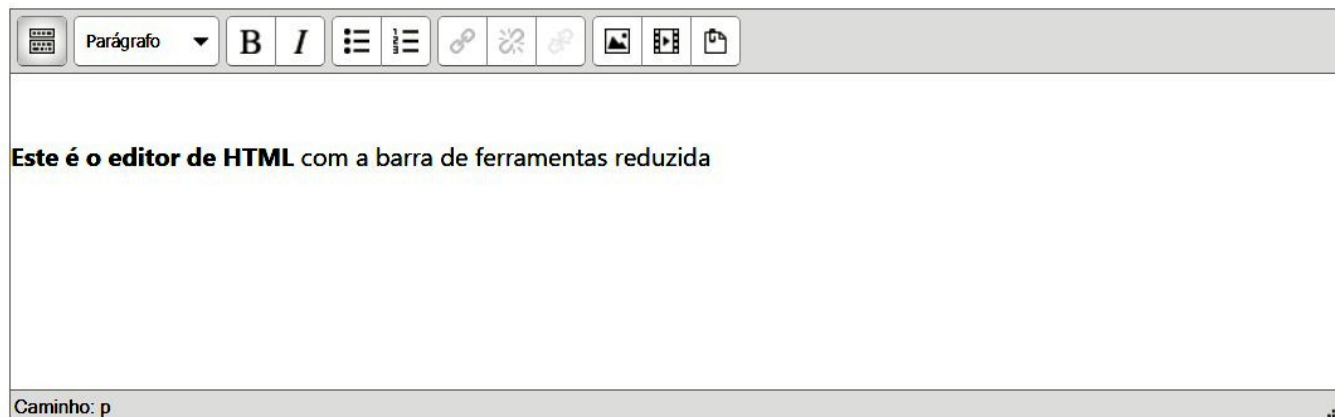 Parágrafo B I
Este é o editor de HTML com a barra de ferramentas reduzida
Caminho: p